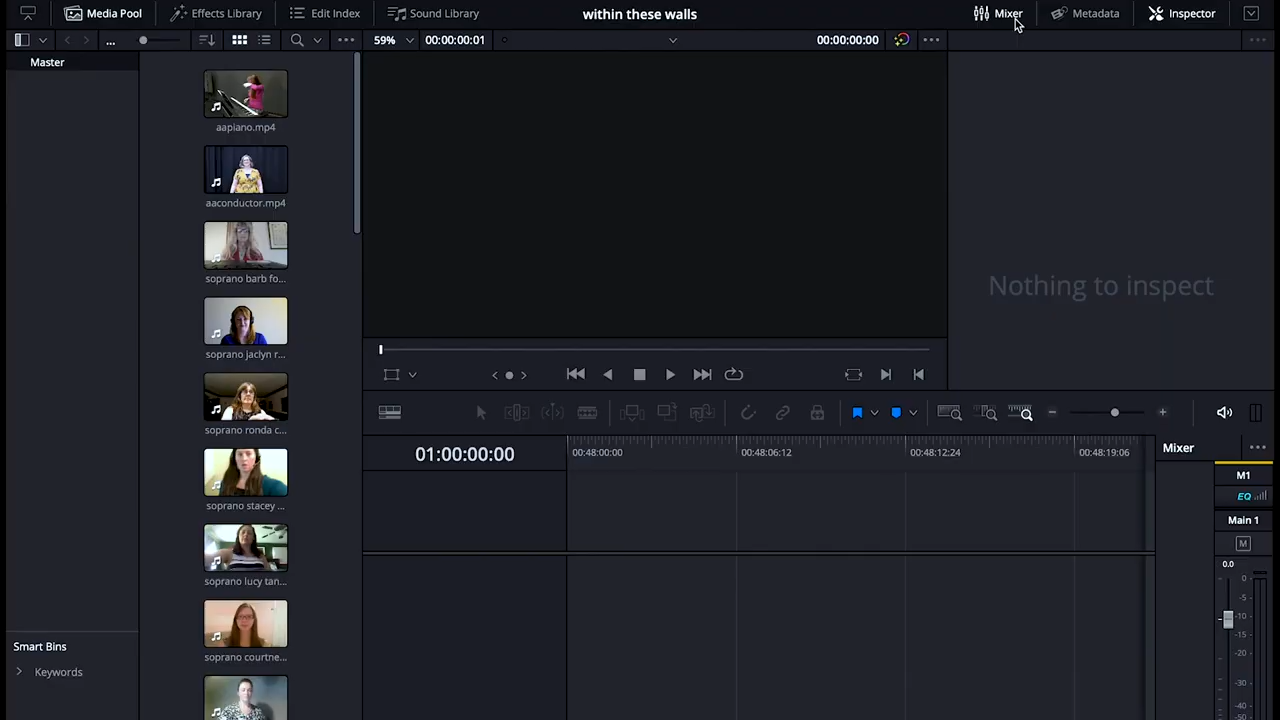 Media Pool
Effects Library
Edit Index
Sound Library
within these walls
Mixer
Metadata
Inspector
...
59%
00:00:00:01
00:00:00:00
Master
aapiano.mp4
aaconductor.mp4
soprano barb fo...
soprano jaclyn r...
soprano ronda c...
soprano stacey ...
soprano lucy tan...
soprano courtne...
Smart Bins
Keywords
Nothing to inspect
01:00:00:00
00:48:00:00
00:48:06:12
00:48:12:24
00:48:19:06
Mixer
M1
EQ
Main 1
M
0.0
0
-5
-10
-15
-20
-30
-40
-50